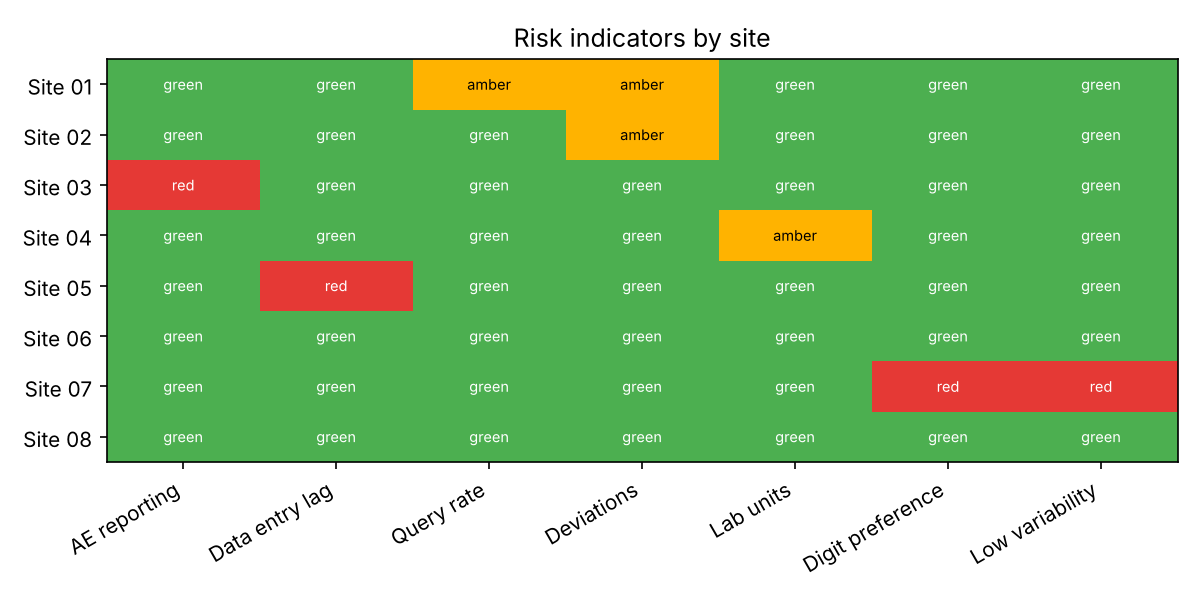 Risk indicators by site
Site 01 green green amber amber green green green
Site 02 green green green amber green green green
Site 03 red green green green green green green
Site 04 green green green green amber green green
Site 05 green red green green green green green
Site 06 green green green green green green green
Site 07 green green green green green red red
Site 08 green green green green green green green
AE reporting Data entry lag Query rate Deviations Lab units Digit preference Low variability